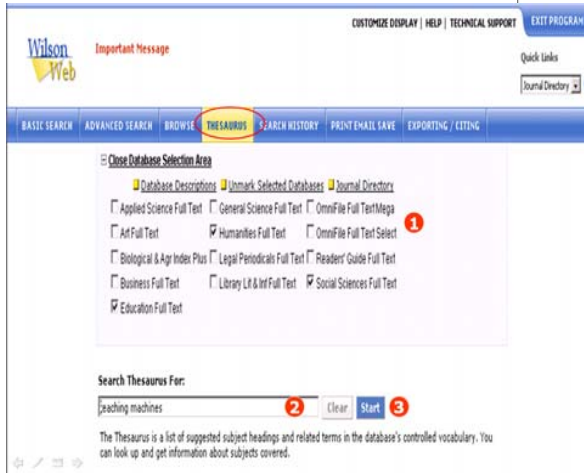 CUSTOMIZE DISPLAY | HELP | TECHNICAL SUPPORT EXIT PROGRAM
Wilson
Web
Important Message
Quick Links
Journal Directory
BASIC SEARCH ADVANCED SEARCH BROWSE THESAURUS SEARCH HISTORY PRINT EMAIL SAVE EXPORTING / CITING
Close Database Selection Area
Database Descriptions Unmark Selected Databases Journal Directory
Applied Science Full Text General Science Full Text OmniFile Full Text Mega
Art Full Text Humanities Full Text OmniFile Full Text Select 1
Biological & Agr Index Plus Legal Periodicals Full Text Readers' Guide Full Text
Business Full Text Library Lit & Inf Full Text Social Sciences Full Text
Education Full Text
Search Thesaurus For:
teaching machines 2 Clear Start 3
The Thesaurus is a list of suggested subject headings and related terms in the database's controlled vocabulary. You
can look up and get information about subjects covered.